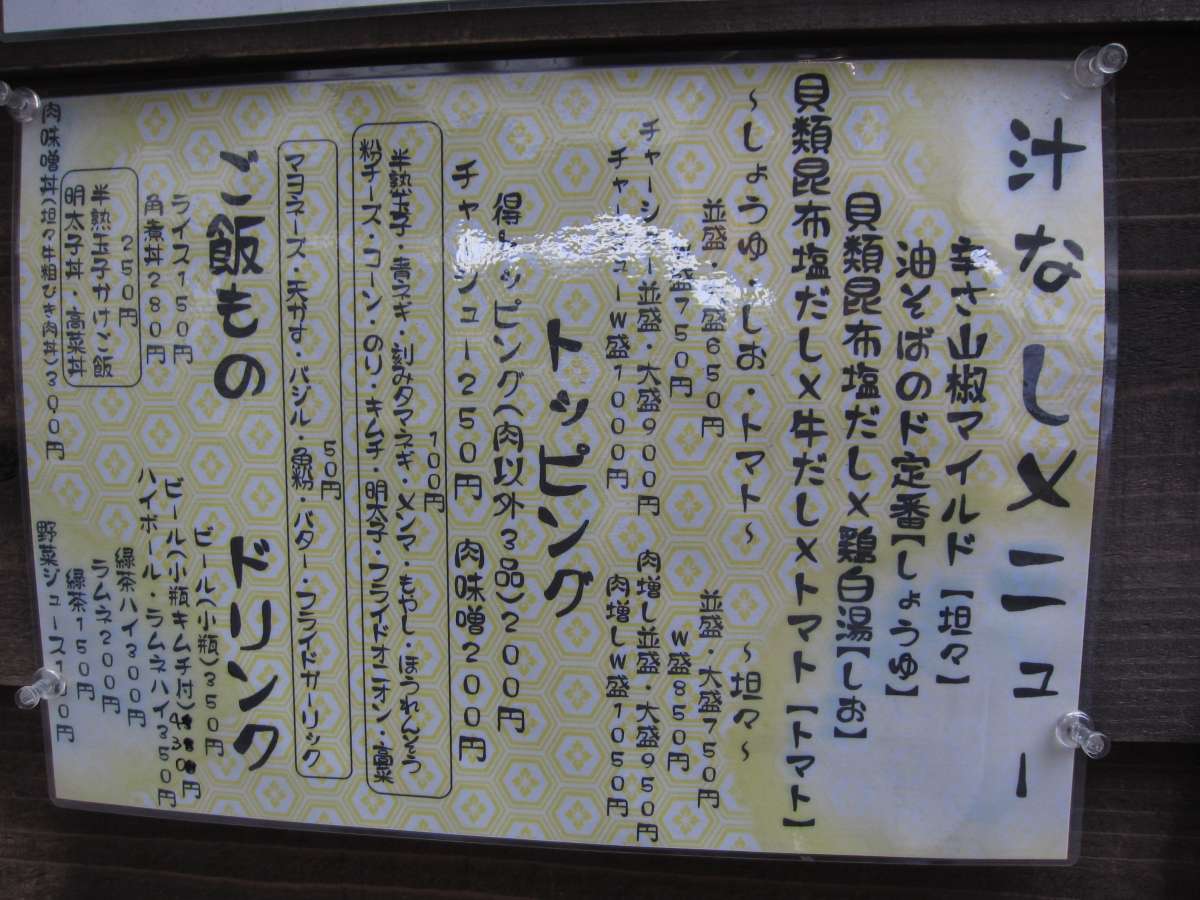 汁なしメニュー
辛さ山椒マイルド【坦々】
油そばのド定番【しょうゆ】
貝類昆布塩だし×鶏白湯【しお】
貝類昆布塩だし×牛だし×トマト【トマト】
～しょうゆ・しお・トマト～
並盛・大盛650円
W盛750円
チャーシュー並盛・大盛900円
チャーシューW盛1000円
～坦々～
並盛・大盛750円
W盛850円
肉増し並盛・大盛950円
肉増しW盛1050円
トッピング
得トッピング(肉以外3品)200円
チャーシュー250円 肉味噌200円
100円
半熟玉子・青ネギ・刻みタマネギ・メンマ・もやし・ほうれんそう
粉チーズ・コーン・のり・キムチ・明太子・フライドオニオン・高菜
50円
マヨネーズ・天かす・バジル・魚粉・バター・フライドガーリック
ご飯もの
ライス150円
角煮丼280円
250円
半熟玉子かけご飯
明太子丼・高菜丼
肉味噌丼(坦々牛粗ひき肉丼)300円
ドリンク
ビール(小瓶)350円
ビール(小瓶キムチ付)430円
ハイボール・ラムネハイ350円
緑茶ハイ300円
ラムネ200円
緑茶150円
野菜ジュース100円